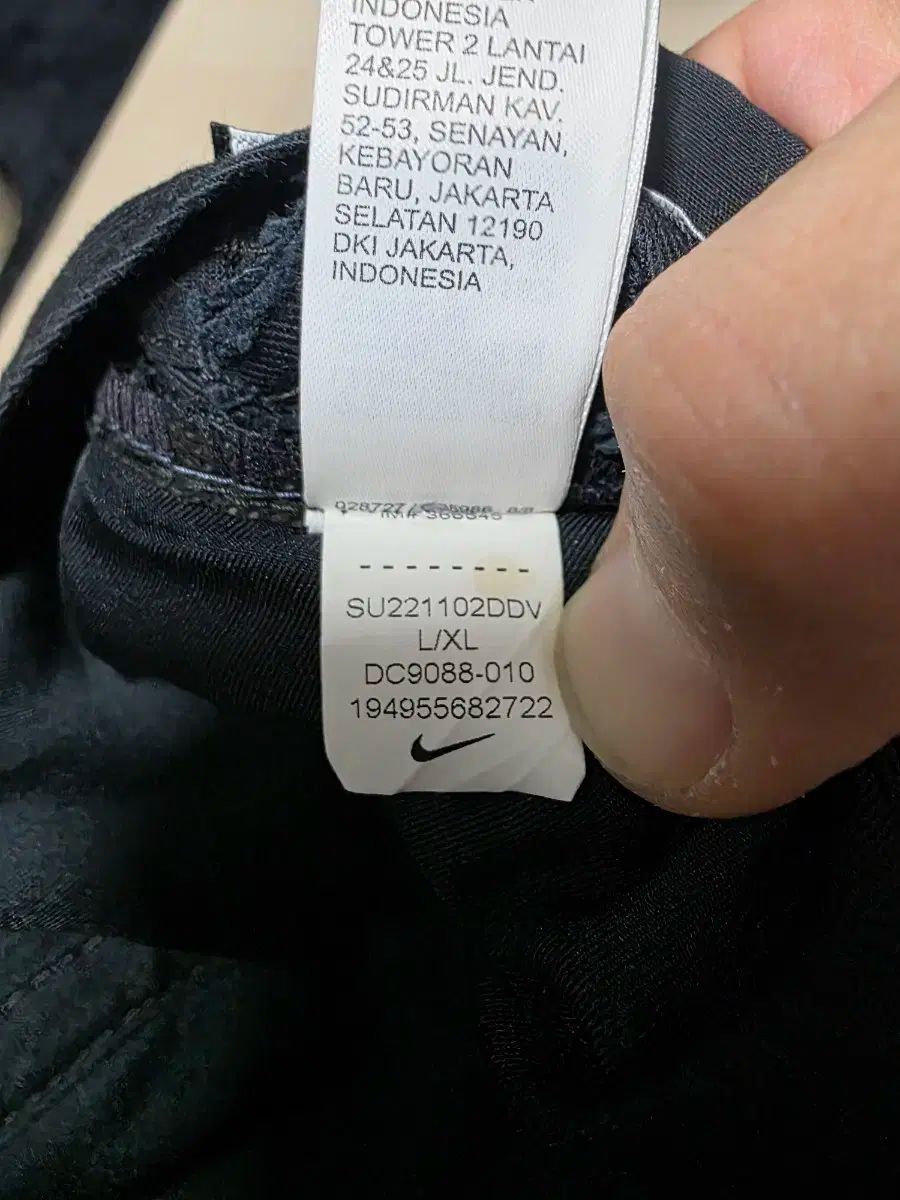 INDONESIA
TOWER 2 LANTAI
24&25 JL. JEND.
SUDIRMAN KAV.
52-53, SENAYAN,
KEBAYORAN
BARU, JAKARTA
SELATAN 12190
DKI JAKARTA,
INDONESIA
--------
SU221102DDV
L/XL
DC9088-010
194955682722